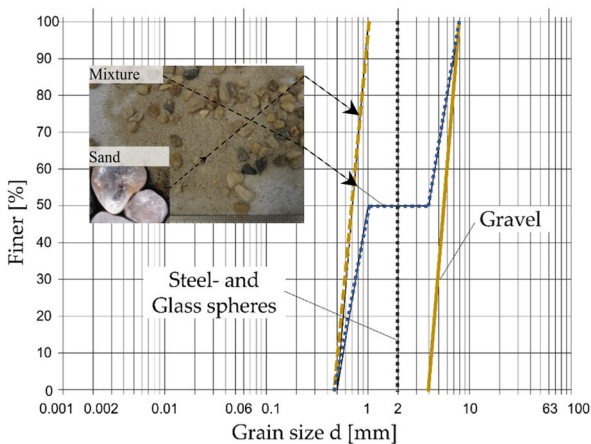 100
90
80
70
60
50
40
30
20
10
0
Finer [%]
Mixture
Sand
Gravel
Steel- and
Glass spheres
0.001 0.002 0.01 0.06 0.1 1 2 10 63 100
Grain size d [mm]